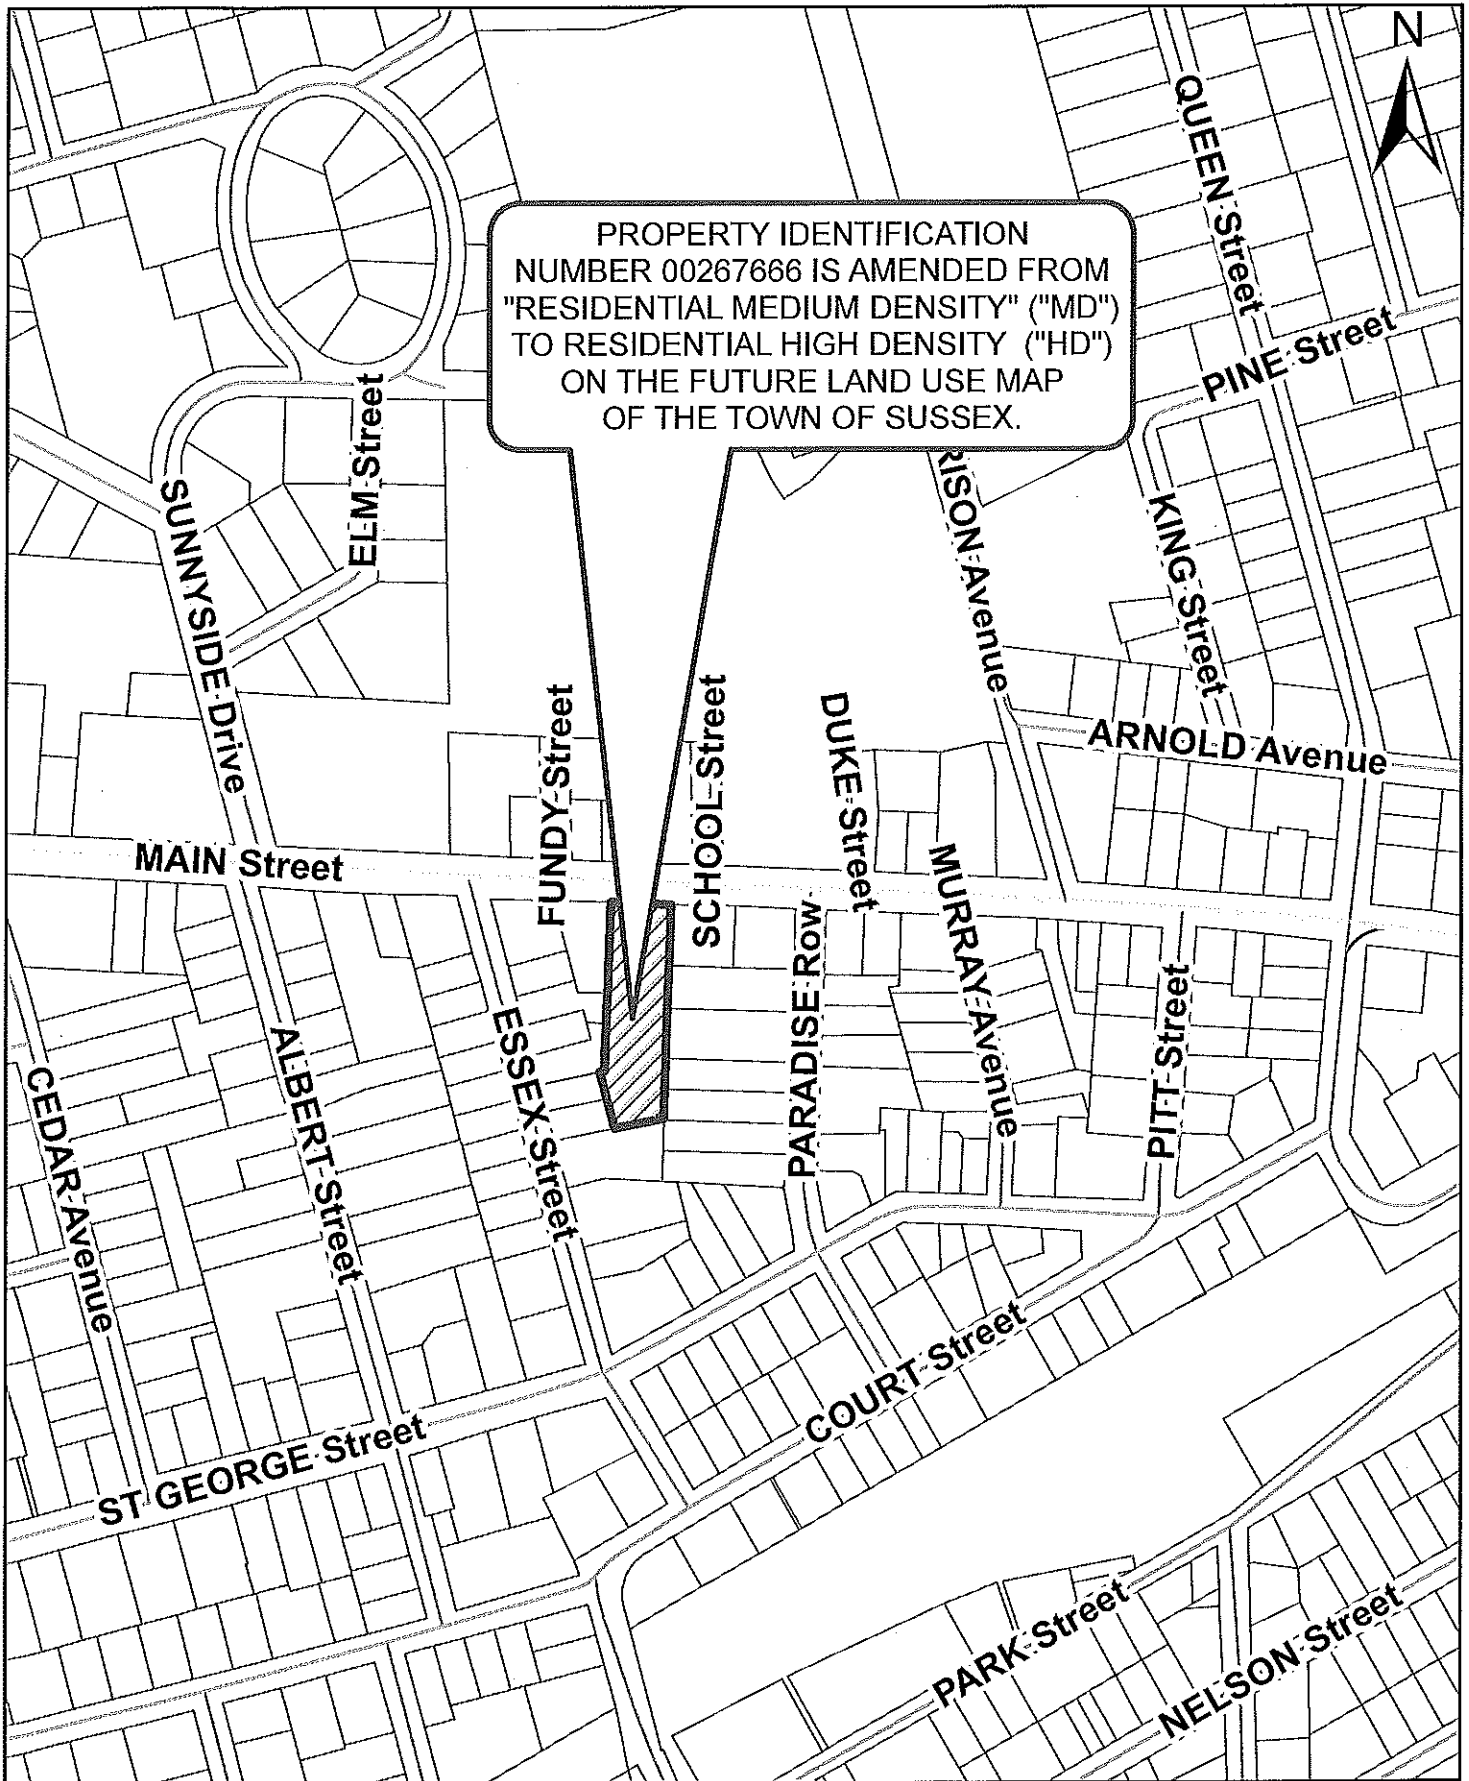 N
QUEEN Street
PROPERTY IDENTIFICATION
NUMBER 00267666 IS AMENDED FROM
"RESIDENTIAL MEDIUM DENSITY" ("MD")
TO RESIDENTIAL HIGH DENSITY ("HD")
ON THE FUTURE LAND USE MAP
OF THE TOWN OF SUSSEX.
PINE Street
ELM Street
SUNNYSIDE Drive
RISON Avenue
KING Street
FUNDY Street
SCHOOL Street
DUKE Street
ARNOLD Avenue
MAIN Street
MURRAY Avenue
PARADISE Row
PITT Street
CEDAR Avenue
ALBERT Street
ESSEX Street
COURT Street
ST GEORGE Street
PARK Street
NELSON Street